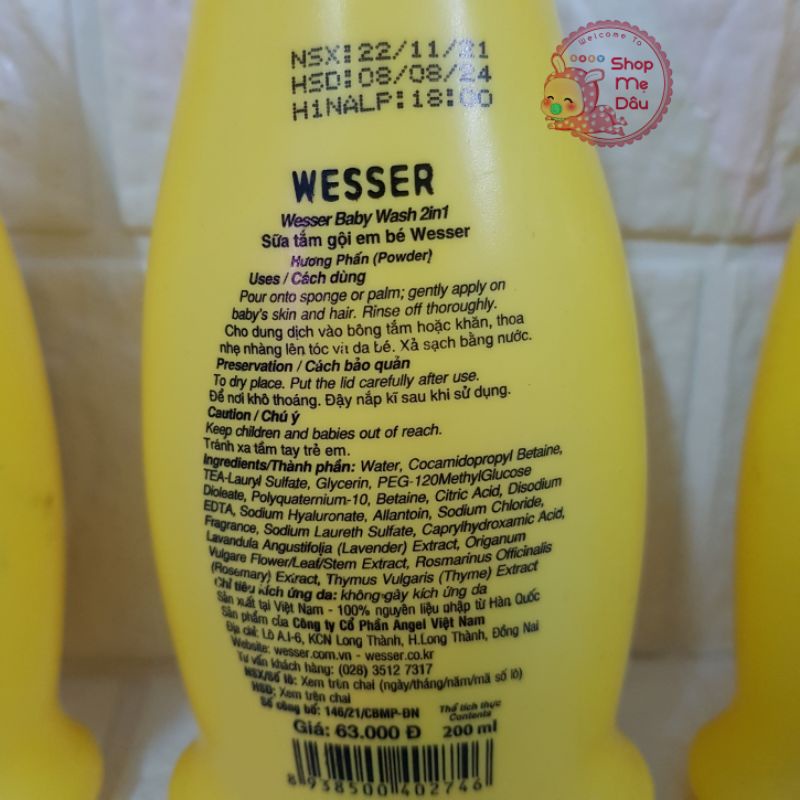 NSX:22/11/21
HSD:08/08/24
H1NALP:18:00
Welcome To
Shop
Mẹ
Dâu
WESSER
Wesser Baby Wash 2in1
Sữa tắm gội em bé Wesser
Hương Phấn (Powder)
Uses / Cách dùng
Pour onto sponge or palm; gently apply on
baby's skin and hair. Rinse off thoroughly.
Cho dung dịch vào bông tắm hoặc khăn, thoa
nhẹ nhàng lên tóc và da bé. Xả sạch bằng nước.
Preservation / Cách bảo quản
To dry place. Put the lid carefully after use.
Để nơi khô thoáng. Đậy nắp kĩ sau khi sử dụng.
Caution / Chú ý
Keep children and babies out of reach.
Tránh xa tầm tay trẻ em.
Ingredients/Thành phần: Water, Cocamidopropyl Betaine,
TEA-Lauryl Sulfate, Glycerin, PEG-120MethylGlucose
Dioleate, Polyquaternium-10, Betaine, Citric Acid, Disodium
EDTA, Sodium Hyaluronate, Allantoin, Sodium Chloride,
Fragrance, Sodium Laureth Sulfate, Caprylhydroxamic Acid,
Lavandula Angustifolia (Lavender) Extract, Origanum
Vulgare Flower/Leaf/Stem Extract, Rosmarinus Officinalis
(Rosemary) Extract, Thymus Vulgaris (Thyme) Extract
Chỉ tiêu kích ứng da: không gây kích ứng da
Sản xuất tại Việt Nam - 100% nguyên liệu nhập từ Hàn Quốc
Sản phẩm của Công ty Cổ Phần Angel Việt Nam
Địa chỉ: Lô A.I-6, KCN Long Thành, H.Long Thành, Đồng Nai
Website: wesser.com.vn - wesser.co.kr
Tư vấn khách hàng: (028) 3512 7317
NSX/Số lô: Xem trên chai (ngày/tháng/năm/mã số lô)
HSD: Xem trên chai
Số công bố: 146/21/CBMP-ĐN
Thể tích thực
Contents
Giá: 63.000 Đ 200 ml
8 938500 402746